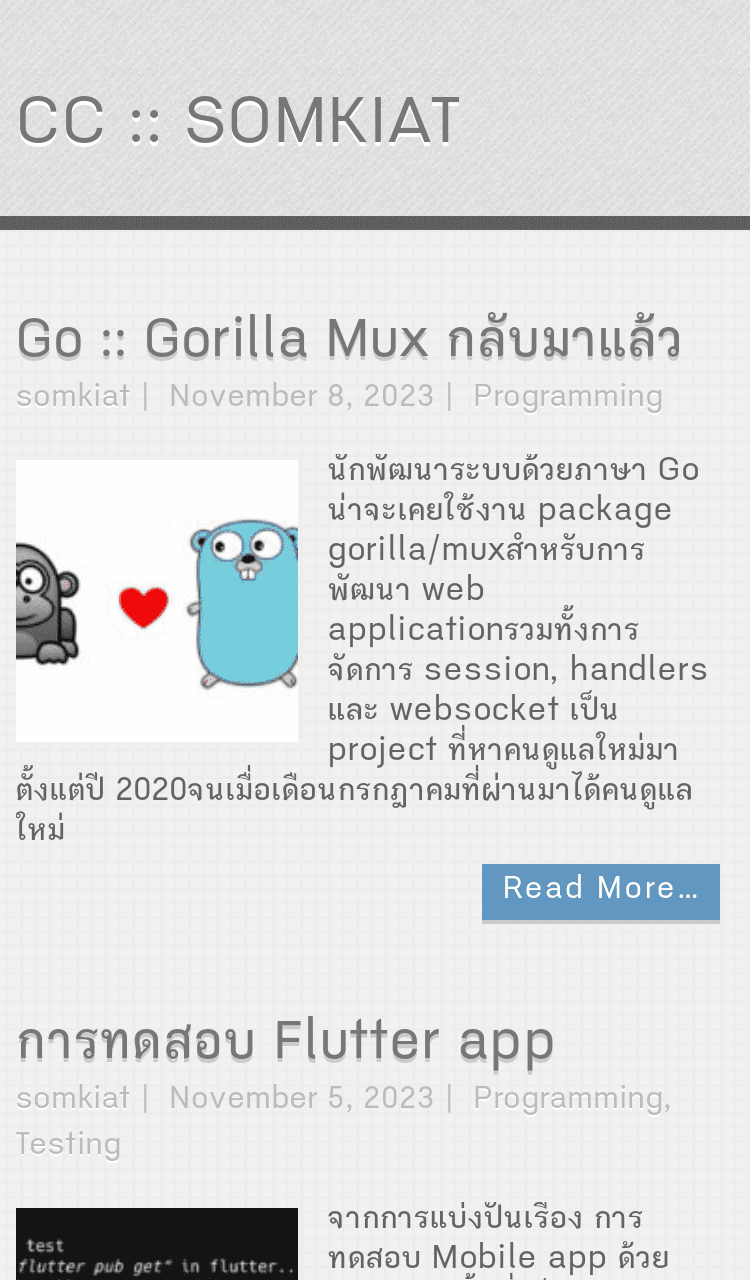 CC :: SOMKIAT
Go :: Gorilla Mux กลับมาแล้ว
somkiat | November 8, 2023 | Programming
นักพัฒนาระบบด้วยภาษา Go
น่าจะเคยใช้งาน package
gorilla/muxสำหรับการ
พัฒนา web
applicationรวมทั้งการ
จัดการ session, handlers
และ websocket เป็น
project ที่หาคนดูแลใหม่มา
ตั้งแต่ปี 2020จนเมื่อเดือนกรกฎาคมที่ผ่านมาได้คนดูแล
ใหม่
Read More…
การทดสอบ Flutter app
somkiat | November 5, 2023 | Programming,
Testing
จากการแบ่งปันเรือง การ
ทดสอบ Mobile app ด้วย
test
flutter pub get" in flutter..